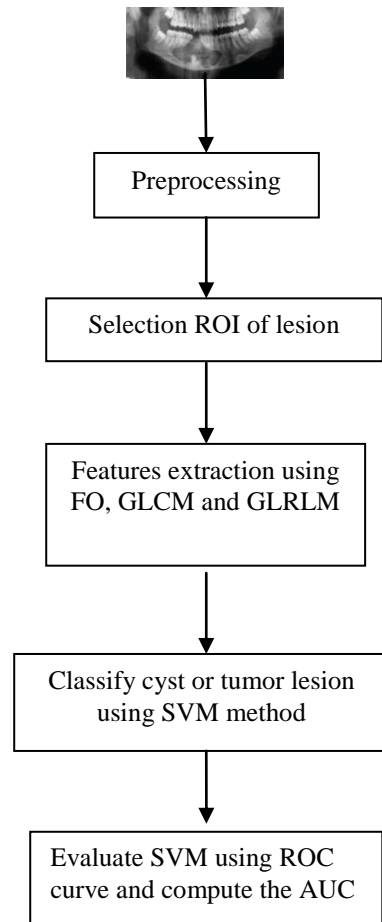 Preprocessing
Selection ROI of lesion
Features extraction using
FO, GLCM and GLRLM
Classify cyst or tumor lesion
using SVM method
Evaluate SVM using ROC
curve and compute the AUC